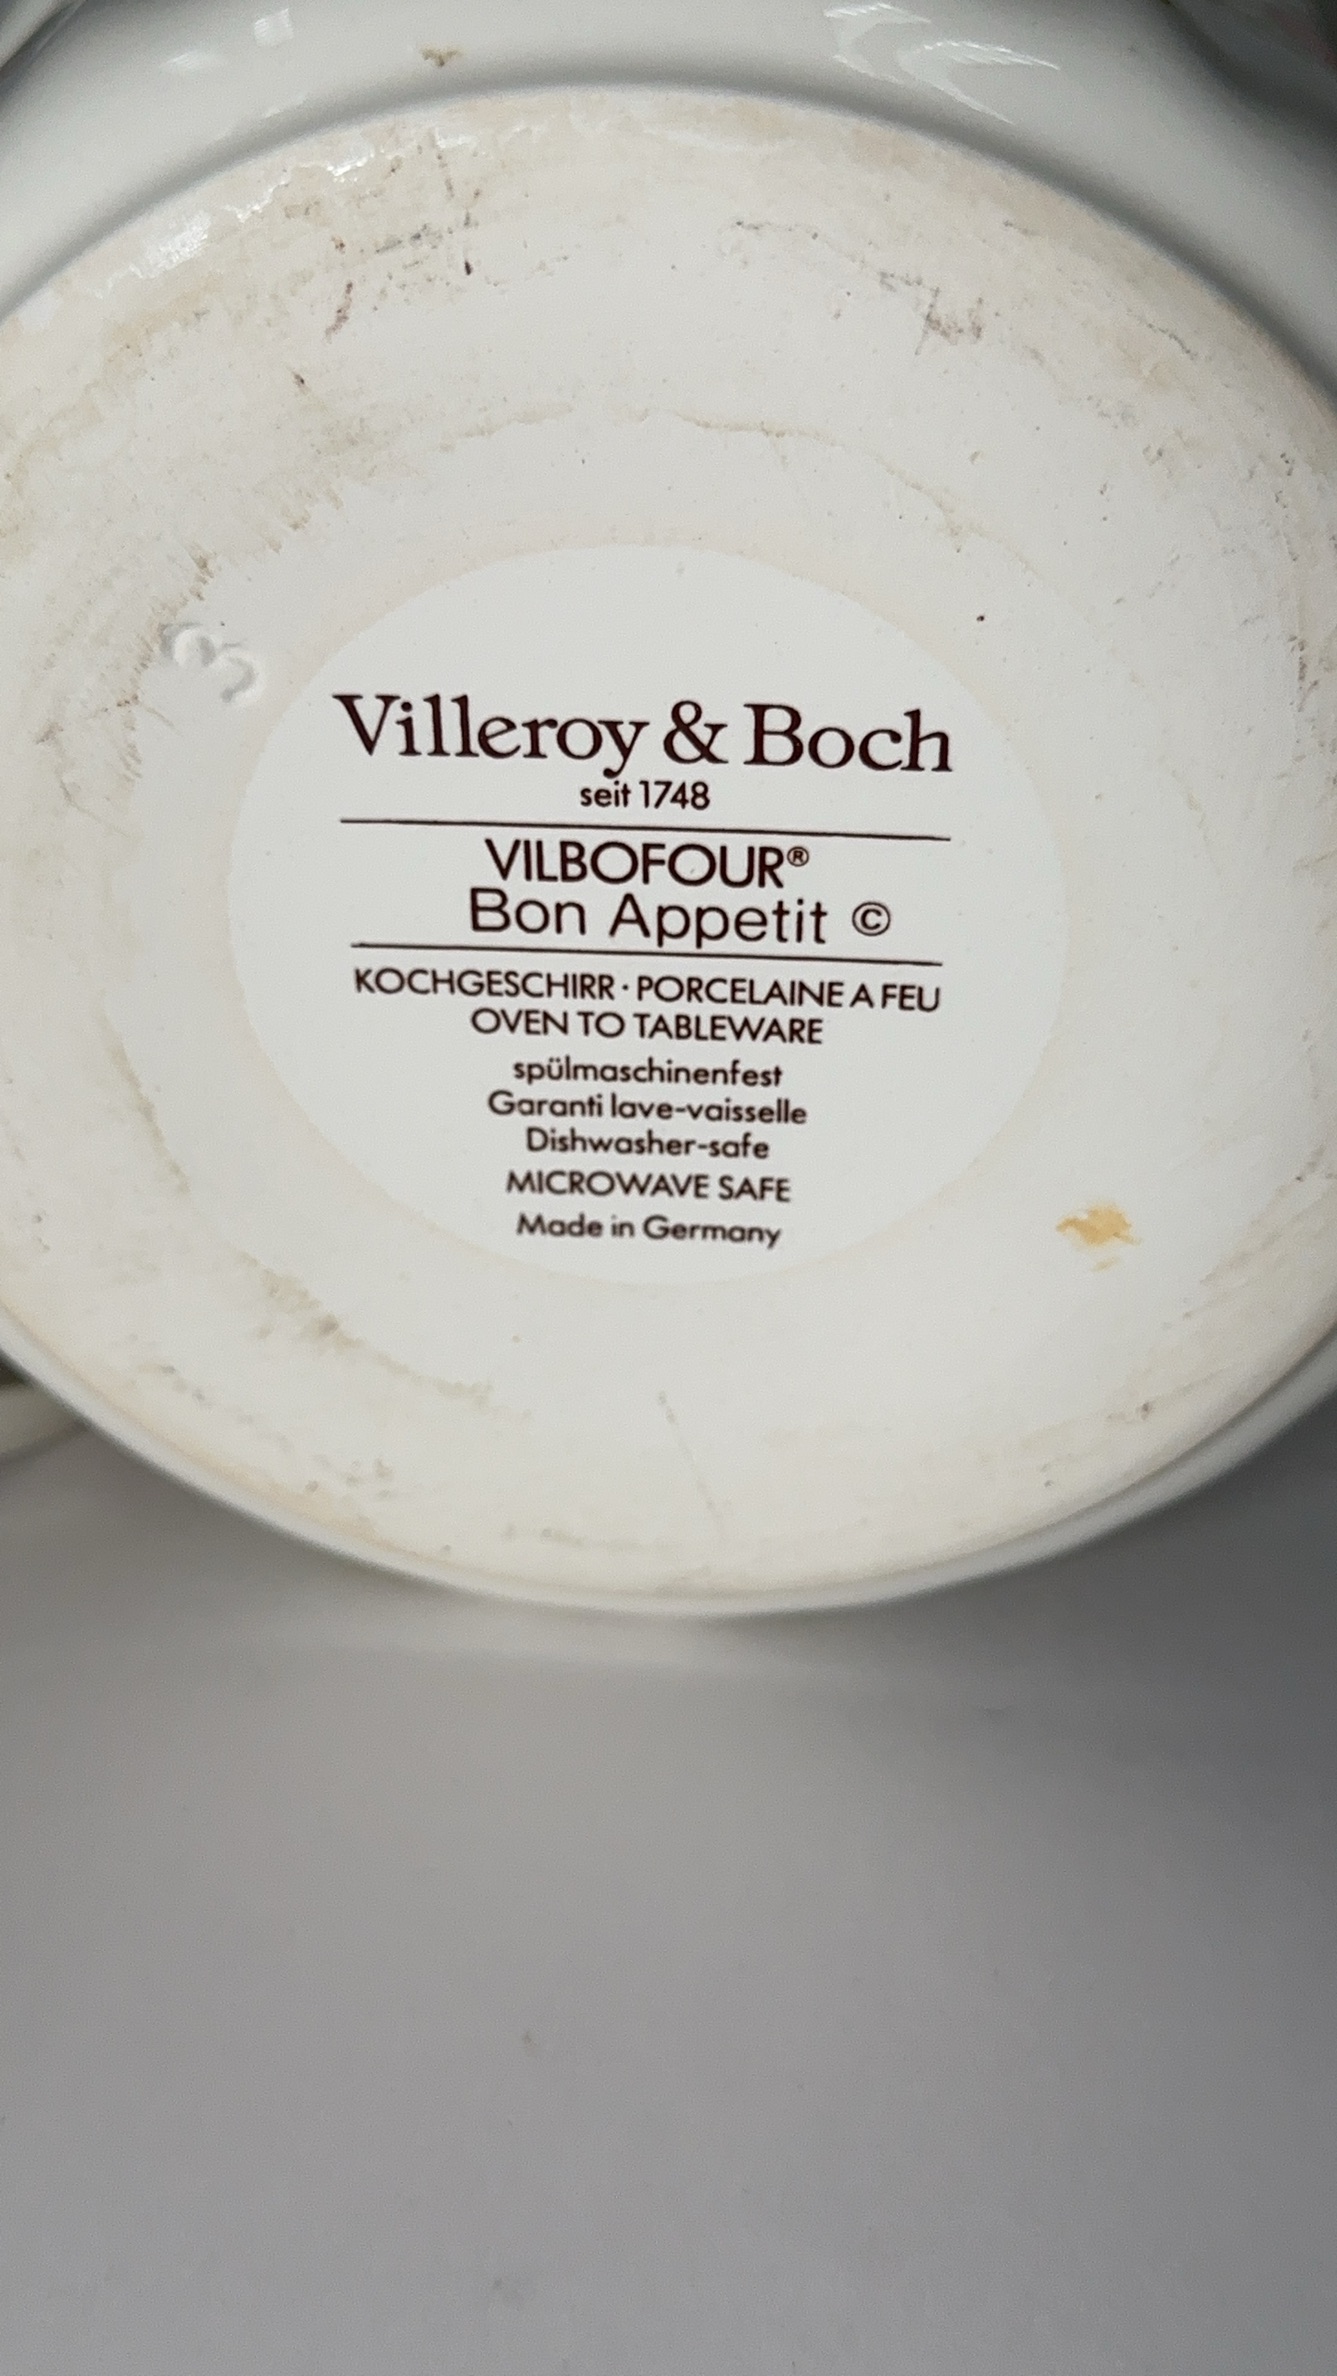 3
Villeroy & Boch
seit 1748
VILBOFOUR®
Bon Appetit ©
KOCHGESCHIRR · PORCELAINE A FEU
OVEN TO TABLEWARE
spülmaschinenfest
Garanti lave-vaisselle
Dishwasher-safe
MICROWAVE SAFE
Made in Germany